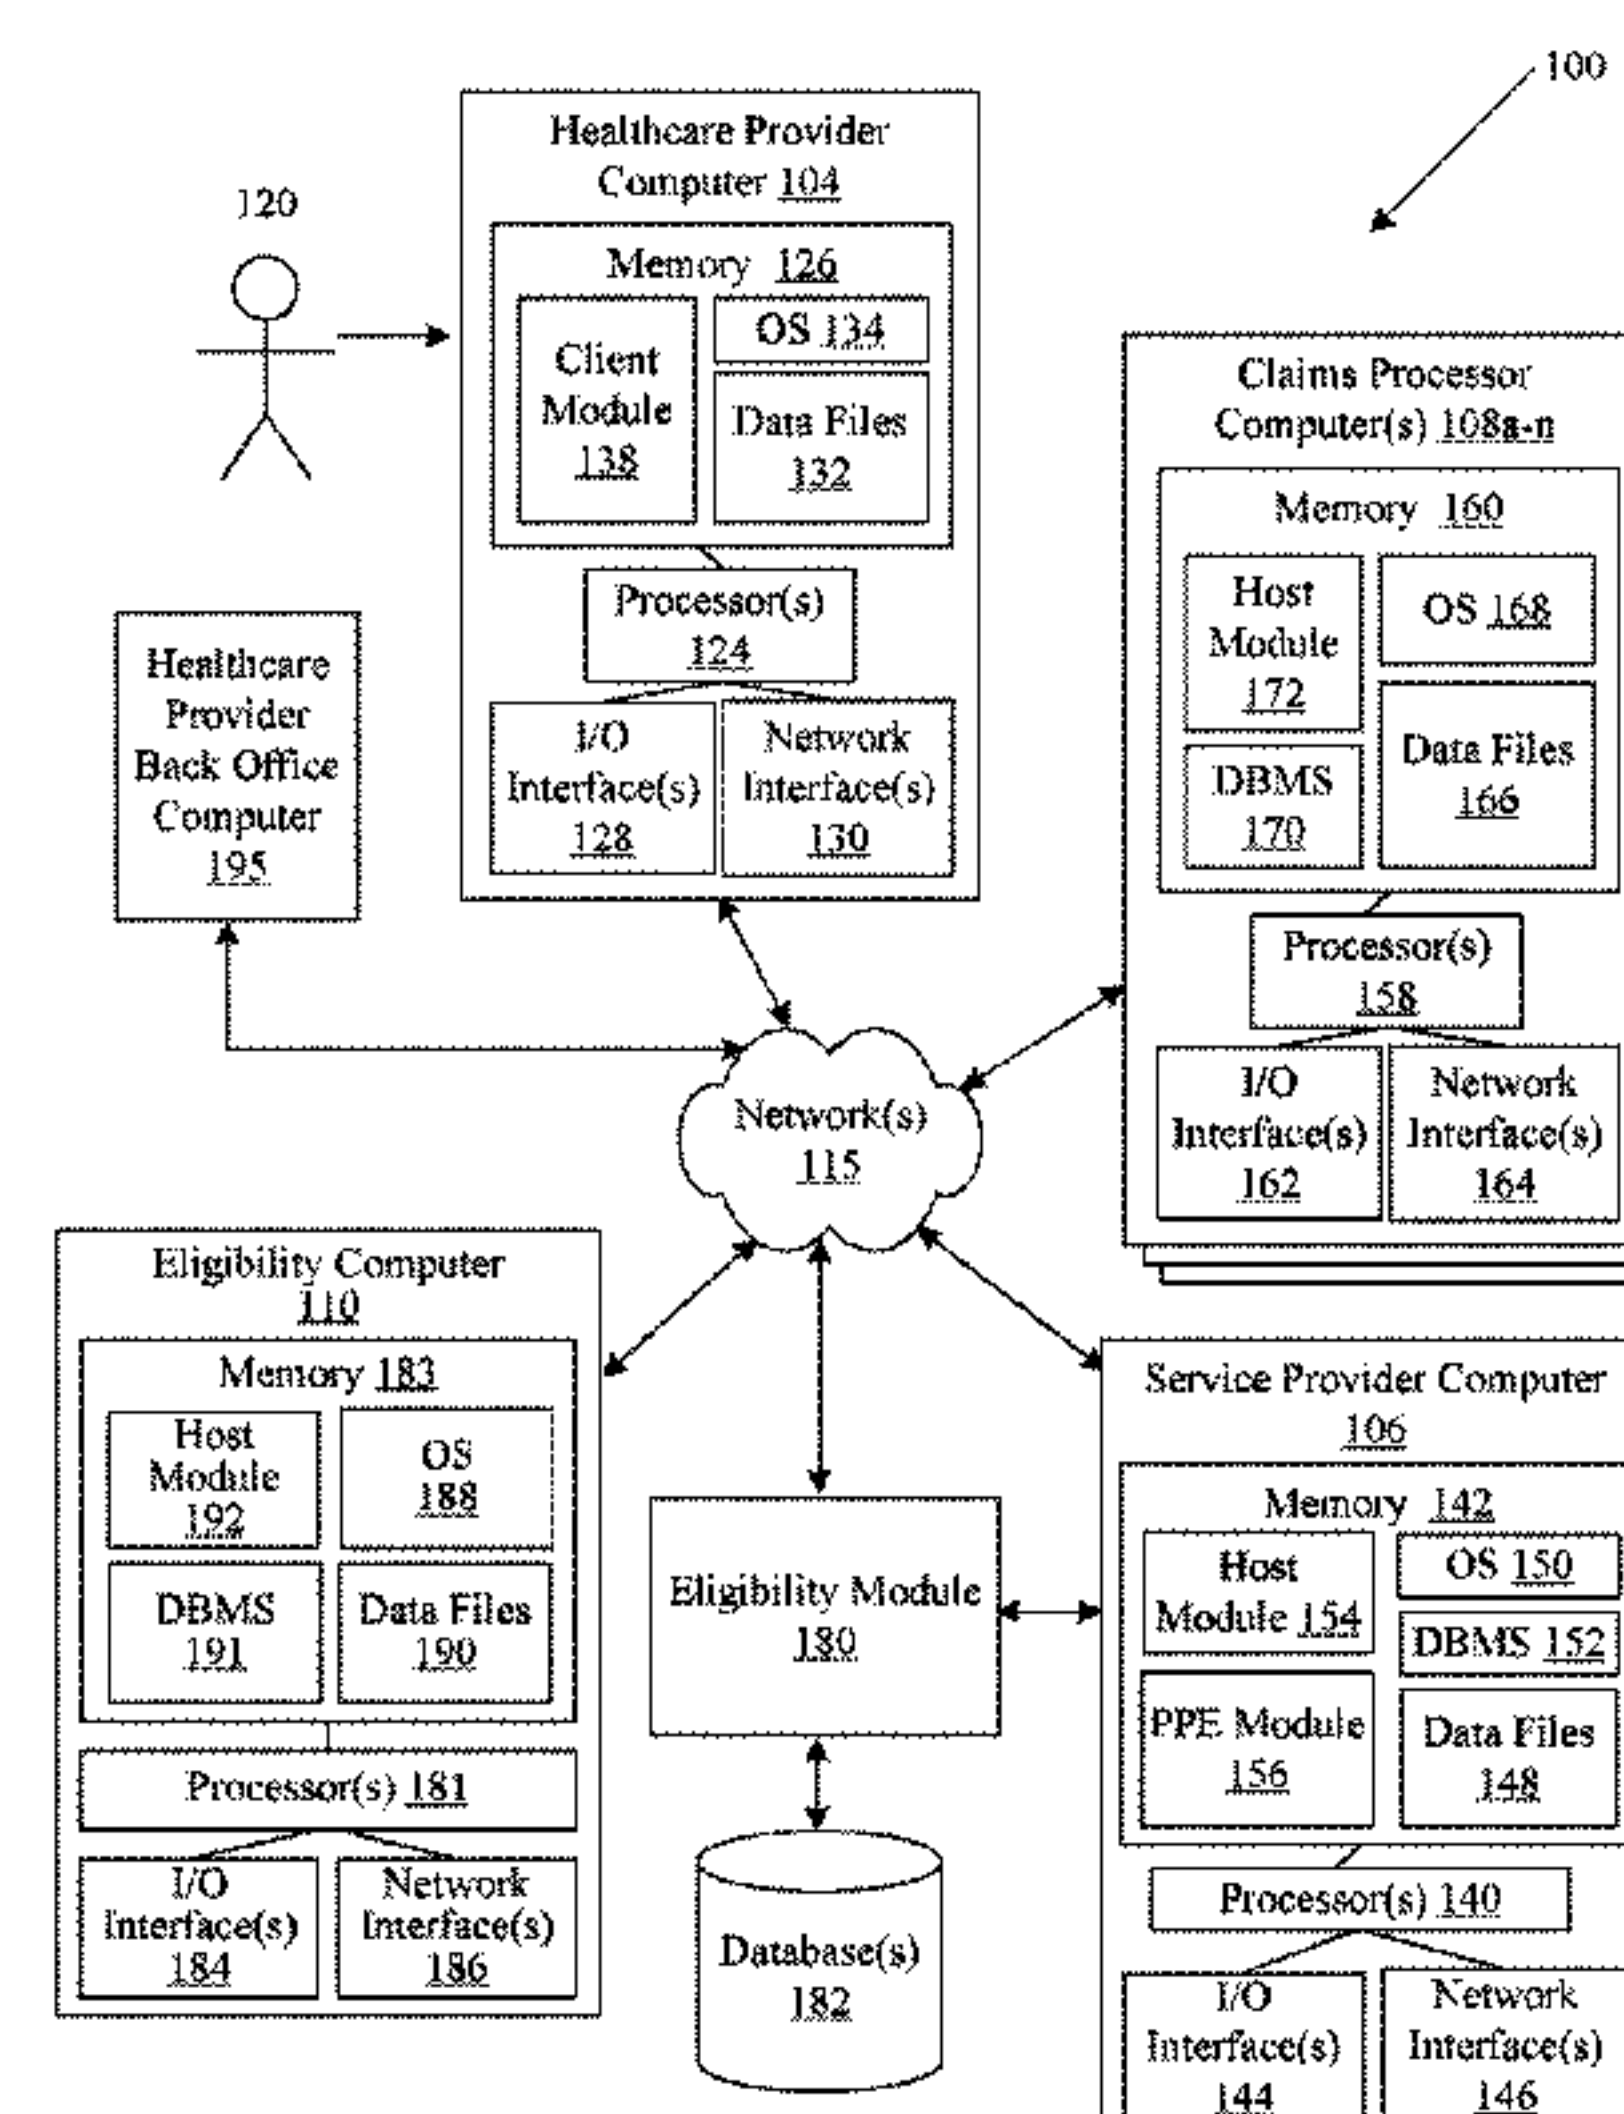 100
Healthcare Provider
Computer 104
120
Memory 126
Client
Module
138
OS 134
Data Files
132
Processor(s)
124
I/O
Interface(s)
128
Network
Interface(s)
130
Claims Processor
Computer(s) 108a-n
Memory 160
Host
Module
172
OS 168
DBMS
170
Data Files
166
Processor(s)
158
I/O
Interface(s)
162
Network
Interface(s)
164
Healthcare
Provider
Back Office
Computer
195
Network(s)
115
Eligibility Computer
110
Memory 183
Host
Module
192
OS
188
DBMS
191
Data Files
190
Processor(s) 181
I/O
Interface(s)
184
Network
Interface(s)
186
Eligibility Module
180
Database(s)
182
Service Provider Computer
106
Memory 142
Host
Module 154
OS 150
DBMS 152
PPE Module
156
Data Files
148
Processor(s) 140
I/O
Interface(s)
144
Network
Interface(s)
146